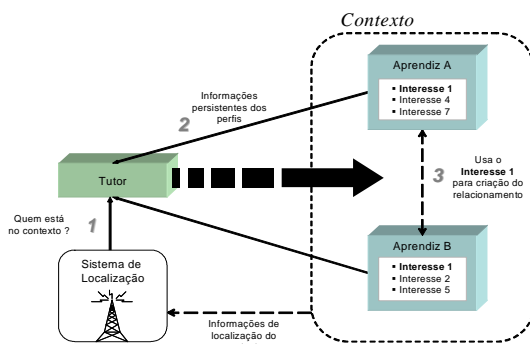 Contexto
Aprendiz A
▪ Interesse 1
▪ Interesse 4
▪ Interesse 7
Informações
persistentes dos
perfis
2
Usa o
Interesse 1
para criação do
relacionamento
3
Tutor
Quem está
no contexto ?
1
Sistema de
Localização
Aprendiz B
▪ Interesse 1
▪ Interesse 2
▪ Interesse 5
Informações de
localização do